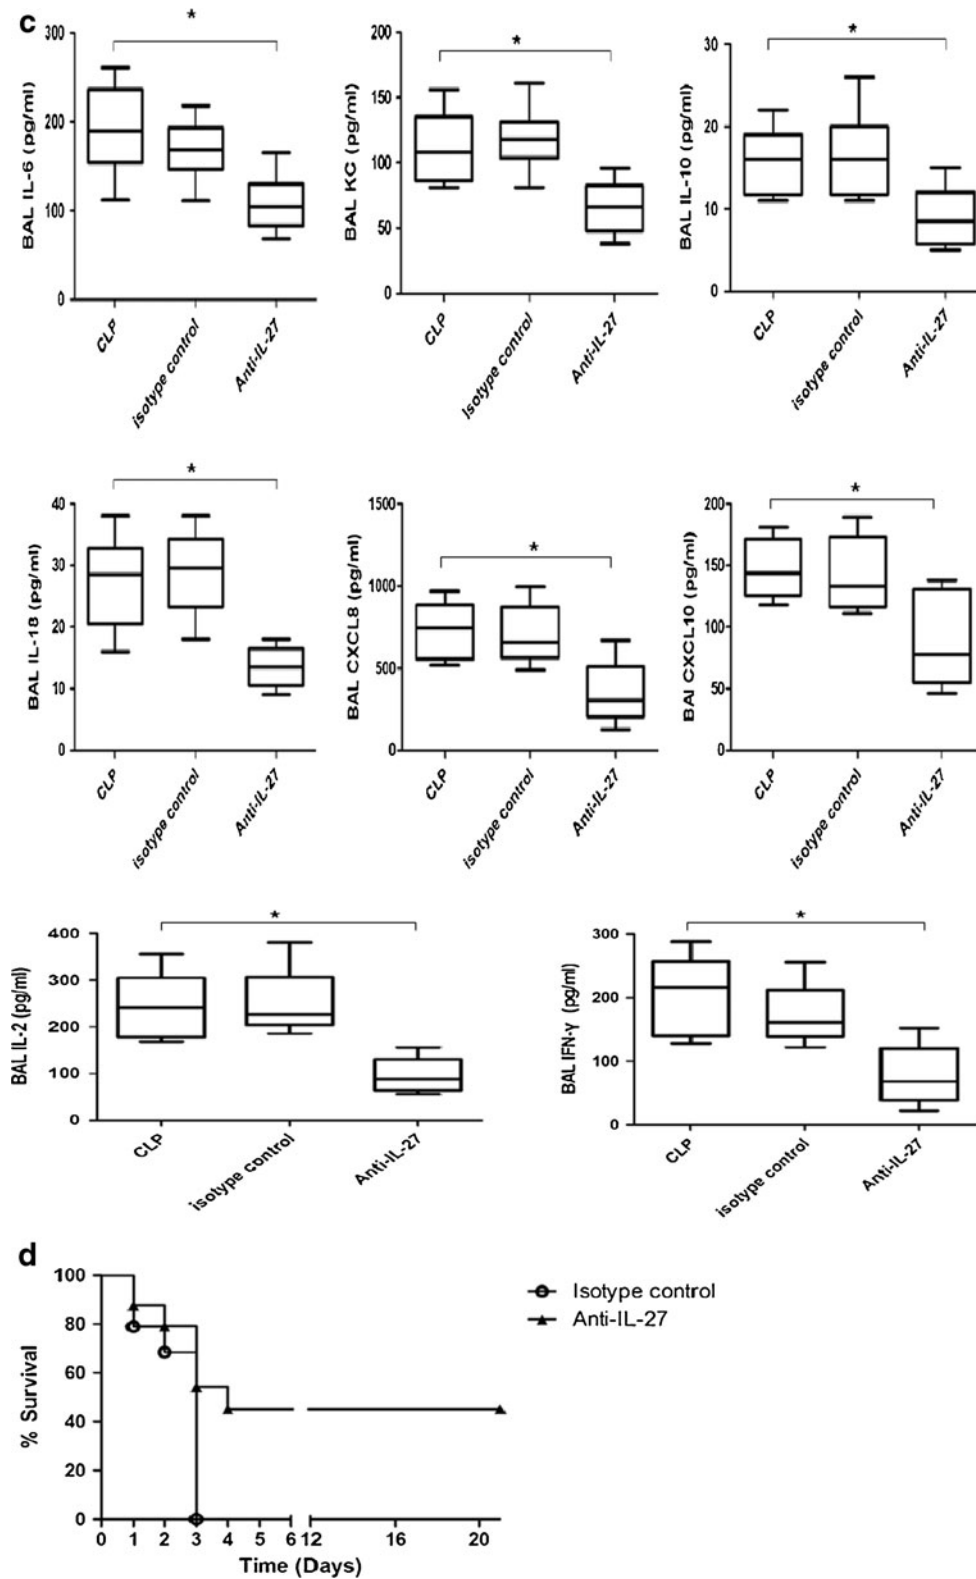 c
*
*
*
BAL IL-6 (pg/ml)
300
200
100
0
CLP
isotype control
Anti-IL-27
BAL KC (pg/ml)
200
150
100
50
0
CLP
Isotype control
Anti-IL-27
BAL IL-10 (pg/ml)
30
20
10
0
CLP
isotype control
Anti-IL-27
*
*
*
BAL IL-18 (pg/ml)
40
30
20
10
0
CLP
isotype control
Anti-IL-27
BAL CXCL8 (pg/ml)
1500
1000
500
0
CLP
isotype control
Anti-IL-27
BAl CXCL10 (pg/ml)
200
150
100
50
0
CLP
isotype control
Anti-IL-27
*
*
BAL IL-2 (pg/ml)
400
300
200
100
0
CLP
isotype control
Anti-IL-27
BAL IFN-γ (pg/ml)
300
200
100
0
CLP
isotype control
Anti-IL-27
d
% Survival
100
80
60
40
20
0
0 1 2 3 4 5 6 12 16 20
Time (Days)
Isotype control
Anti-IL-27